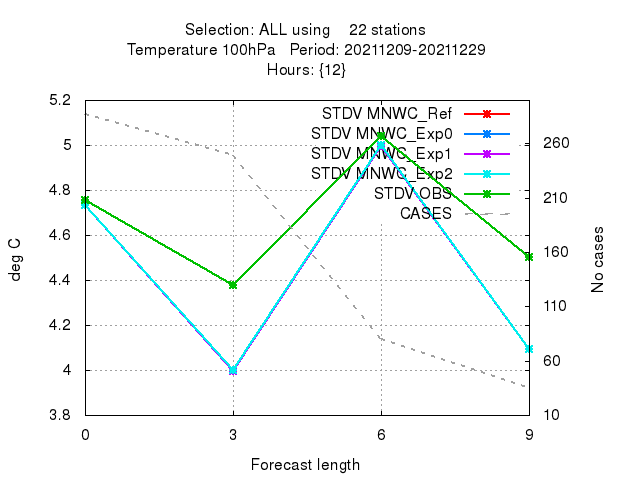 Selection: ALL using 22 stations
Temperature 100hPa Period: 20211209-20211229
Hours: {12}
5.2
5
4.8
4.6
4.4
4.2
4
3.8
deg C
STDV MNWC_Ref
STDV MNWC_Exp0
STDV MNWC_Exp1
STDV MNWC_Exp2
STDV OBS
CASES
260
210
160
110
60
10
No cases
0 3 6 9
Forecast length